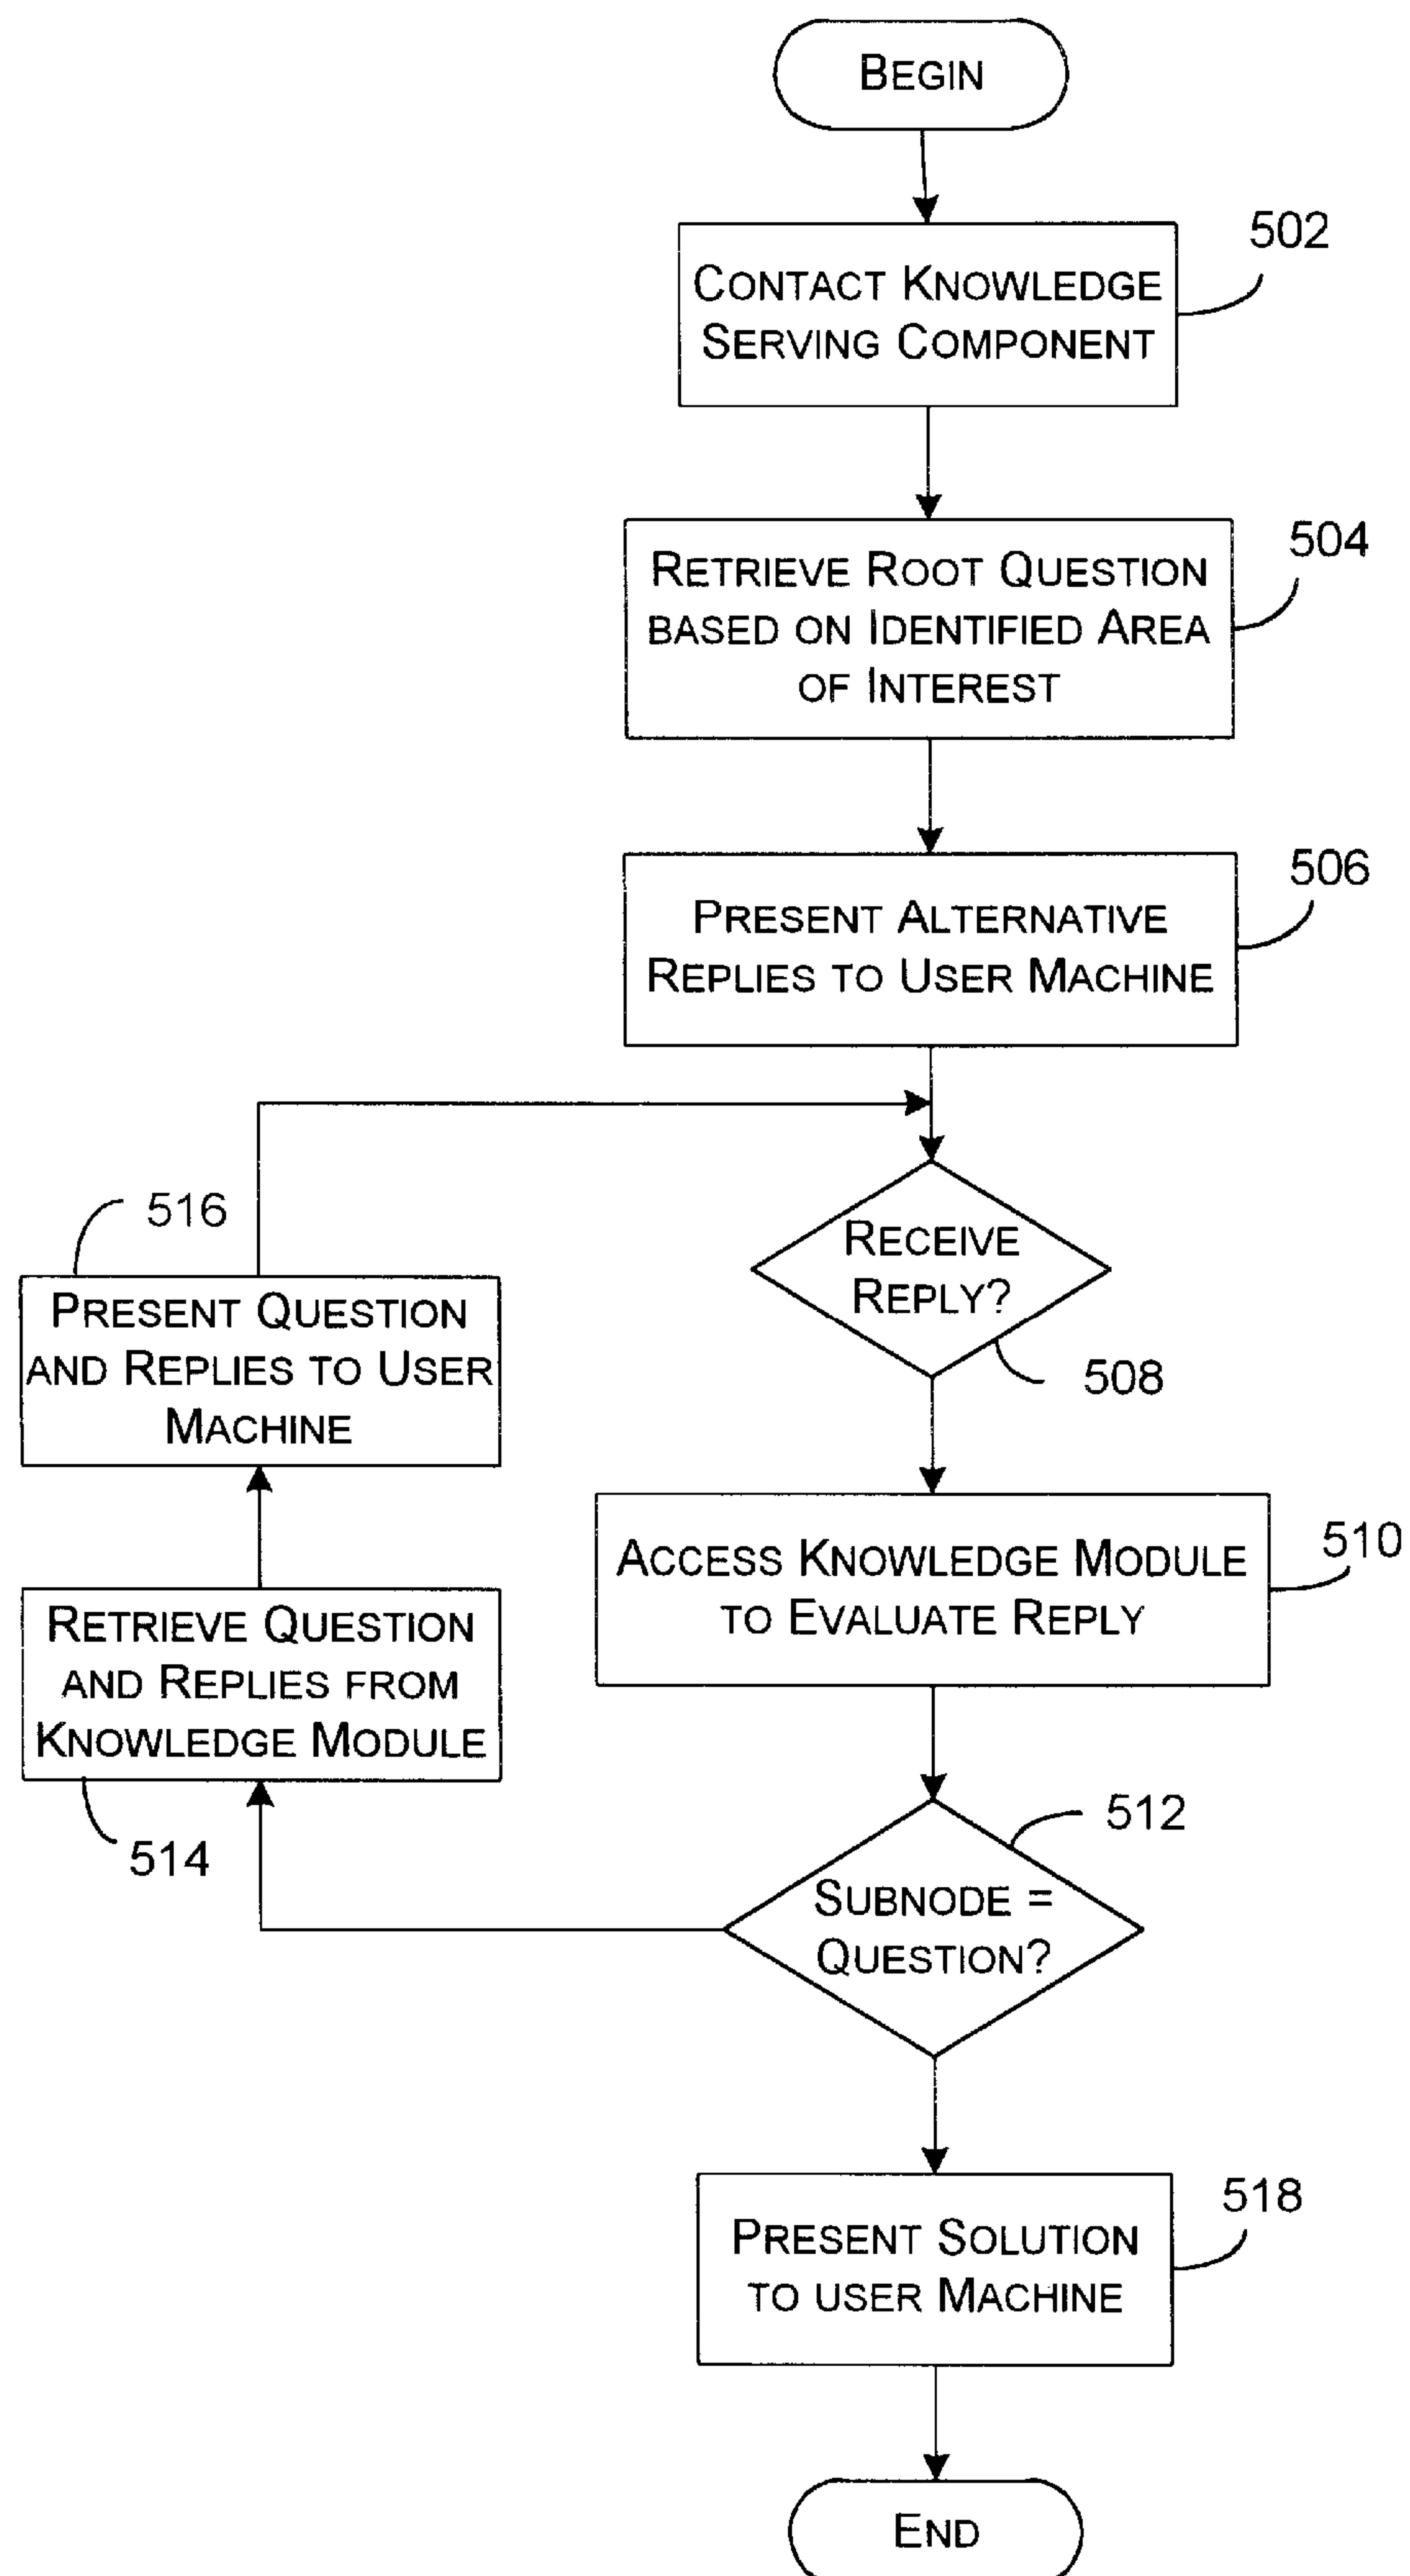 BEGIN
502
CONTACT KNOWLEDGE
SERVING COMPONENT
504
RETRIEVE ROOT QUESTION
BASED ON IDENTIFIED AREA
OF INTEREST
506
PRESENT ALTERNATIVE
REPLIES TO USER MACHINE
RECEIVE
REPLY?
508
516
PRESENT QUESTION
AND REPLIES TO USER
MACHINE
510
ACCESS KNOWLEDGE MODULE
TO EVALUATE REPLY
RETRIEVE QUESTION
AND REPLIES FROM
KNOWLEDGE MODULE
514
512
SUBNODE =
QUESTION?
518
PRESENT SOLUTION
TO USER MACHINE
END